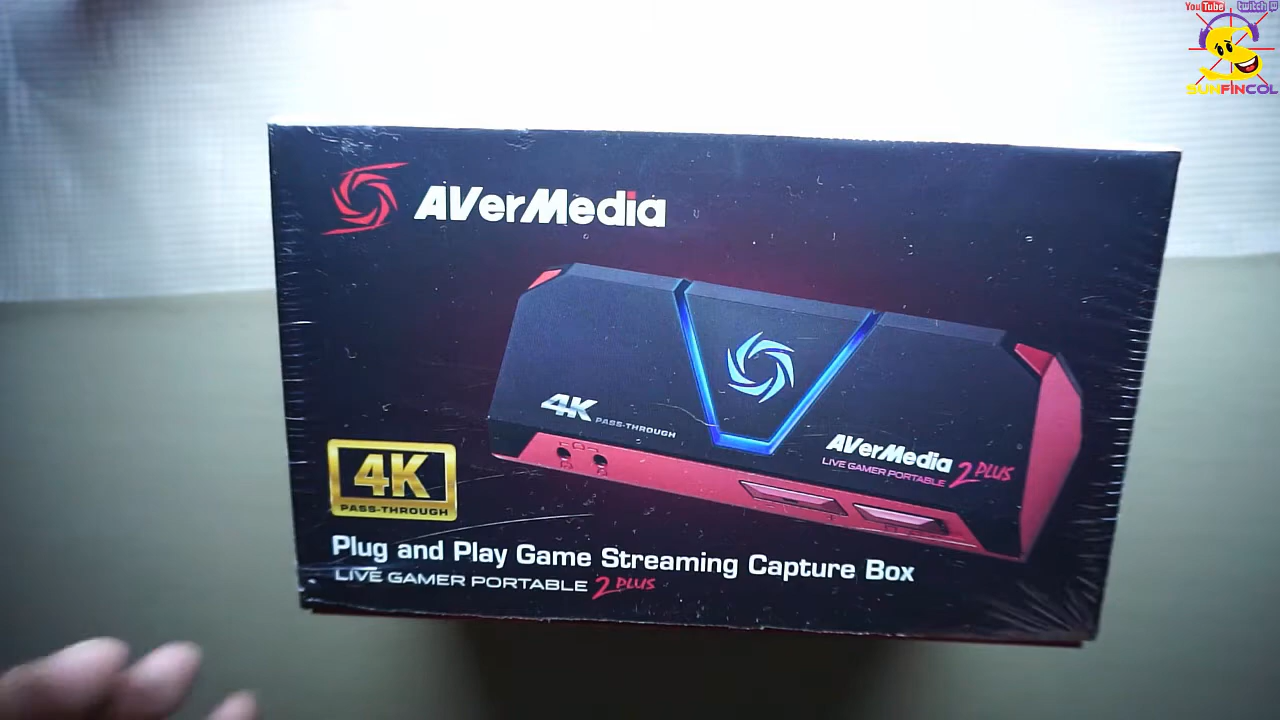 YouTube twitch
SUNFINCOL
AVerMedia
4K PASS-THROUGH
AVerMedia
LIVE GAMER PORTABLE 2 PLUS
4K
PASS-THROUGH
Plug and Play Game Streaming Capture Box
LIVE GAMER PORTABLE 2 PLUS